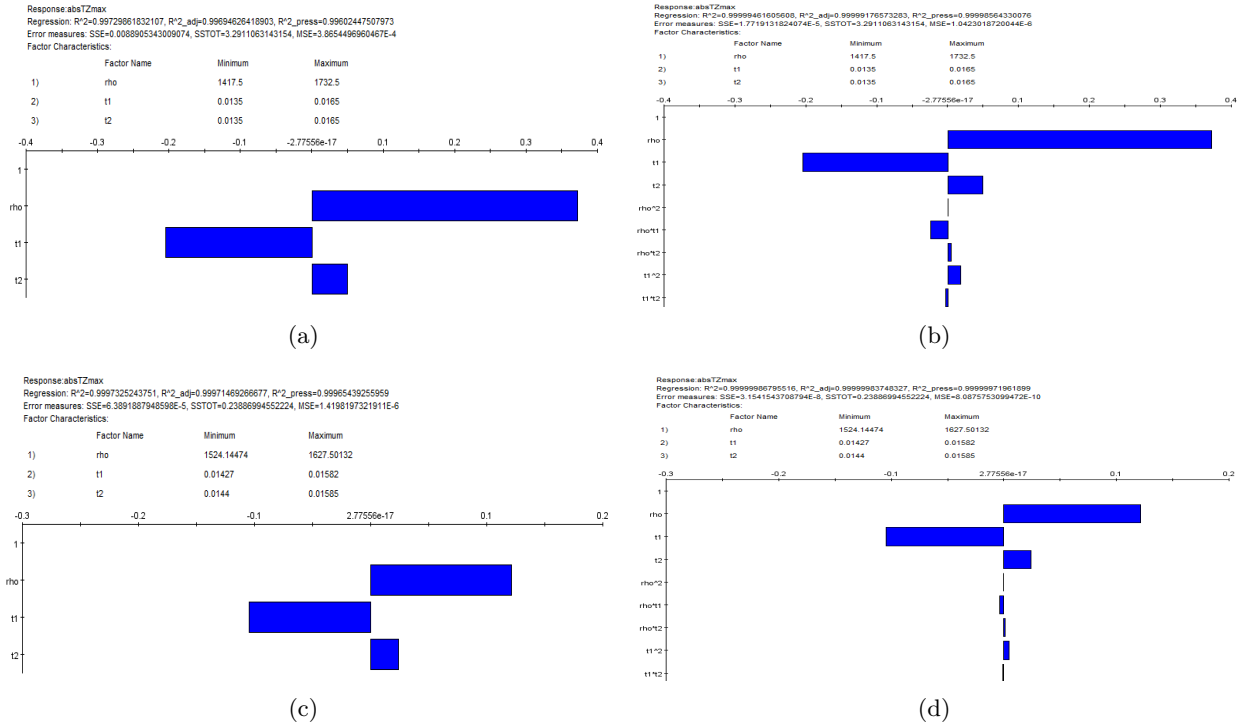 Response:absTZmax
Regression: R^2=0.99729861832107, R^2_adj=0.99694626418903, R^2_press=0.99602447507973
Error measures: SSE=0.0088905343009074, SSTOT=3.2911063143154, MSE=3.8654496960467E-4
Factor Characteristics:
Factor Name Minimum Maximum
1) rho 1417.5 1732.5
2) t1 0.0135 0.0165
3) t2 0.0135 0.0165
-0.4 -0.3 -0.2 -0.1 -2.77556e-17 0.1 0.2 0.3 0.4
1
rho
t1
t2
(a)
Response:absTZmax
Regression: R^2=0.99999461605608, R^2_adj=0.99999176573283, R^2_press=0.99998564330076
Error measures: SSE=1.7719131824074E-5, SSTOT=3.2911063143154, MSE=1.0423018720044E-6
Factor Characteristics:
Factor Name Minimum Maximum
1) rho 1417.5 1732.5
2) t1 0.0135 0.0165
3) t2 0.0135 0.0165
-0.4 -0.3 -0.2 -0.1 -2.77556e-17 0.1 0.2 0.3 0.4
1
rho
t1
t2
rho^2
rho*t1
rho*t2
t1^2
t1*t2
(b)
Response:absTZmax
Regression: R^2=0.9997325243751, R^2_adj=0.99971469266677, R^2_press=0.99965439255959
Error measures: SSE=6.3891887948598E-5, SSTOT=0.23886994552224, MSE=1.4198197321911E-6
Factor Characteristics:
Factor Name Minimum Maximum
1) rho 1524.14474 1627.50132
2) t1 0.01427 0.01582
3) t2 0.0144 0.01585
-0.3 -0.2 -0.1 2.77556e-17 0.1 0.2
1
rho
t1
t2
(c)
Response:absTZmax
Regression: R^2=0.99999986795516, R^2_adj=0.99999983748327, R^2_press=0.99999971961899
Error measures: SSE=3.1541543708794E-8, SSTOT=0.23886994552224, MSE=8.0875753099472E-10
Factor Characteristics:
Factor Name Minimum Maximum
1) rho 1524.14474 1627.50132
2) t1 0.01427 0.01582
3) t2 0.0144 0.01585
-0.3 -0.1 2.77556e-17 0.1 0.2
1
rho
t1
t2
rho^2
rho*t1
rho*t2
t1^2
t1*t2
(d)